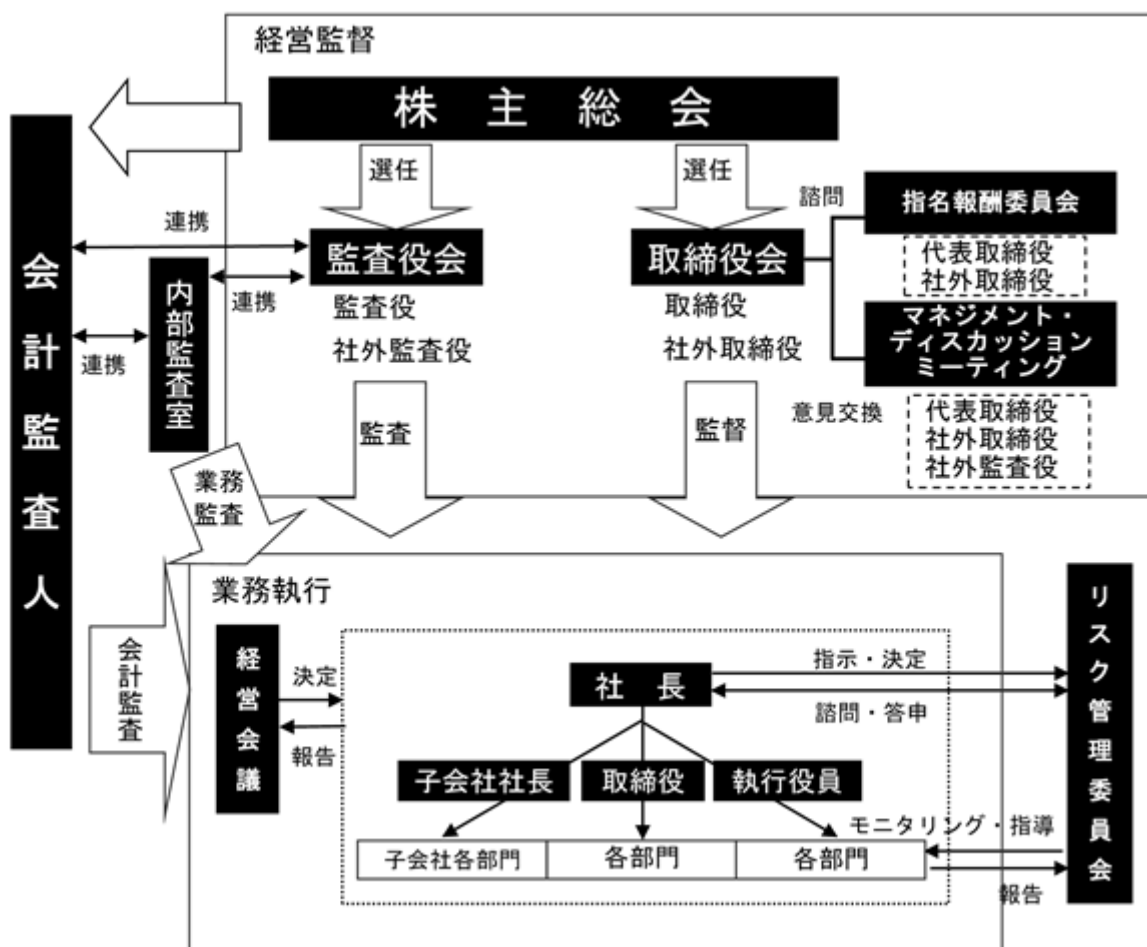 経営監督
株主総会
選任
選任
諮問
指名報酬委員会
代表取締役
社外取締役
連携
監査役会
取締役会
会計監査人
内部監査室
連携
連携
監査役
社外監査役
取締役
社外取締役
マネジメント・
ディスカッション
ミーティング
意見交換
代表取締役
社外取締役
社外監査役
監査
監督
業務
監査
業務執行
会計監査
経営会議
決定
報告
社長
指示・決定
諮問・答申
リスク管理委員会
子会社社長
取締役
執行役員
モニタリング・指導
子会社各部門
各部門
各部門
報告